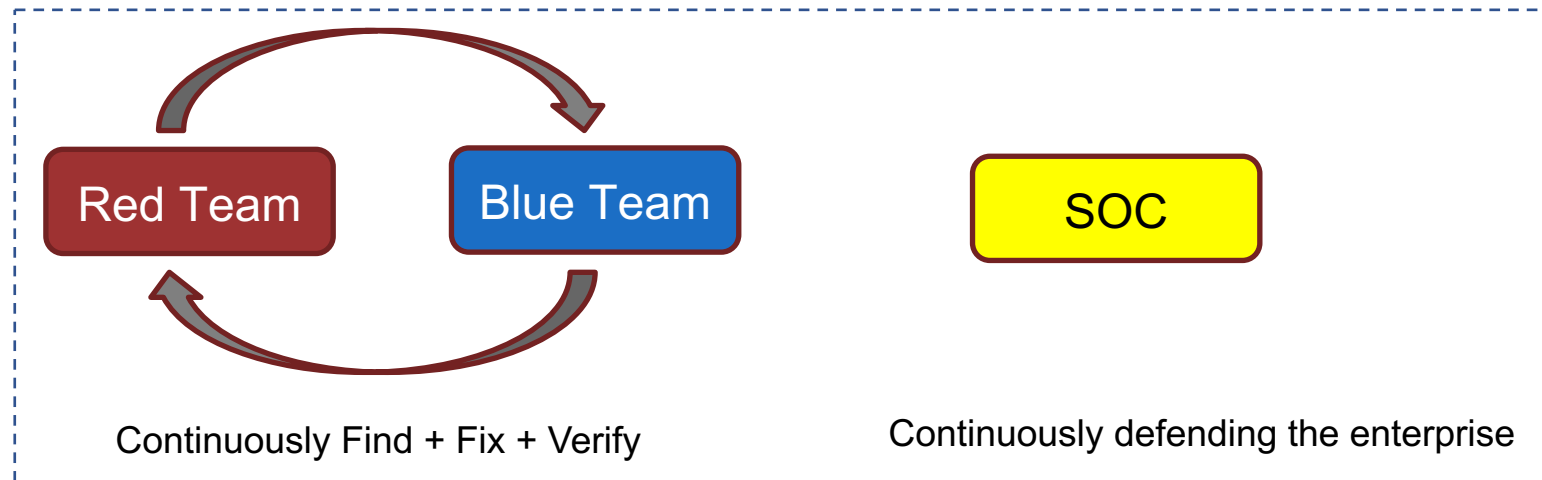 Red Team
Blue Team
SOC
Continuously Find + Fix + Verify
Continuously defending the enterprise